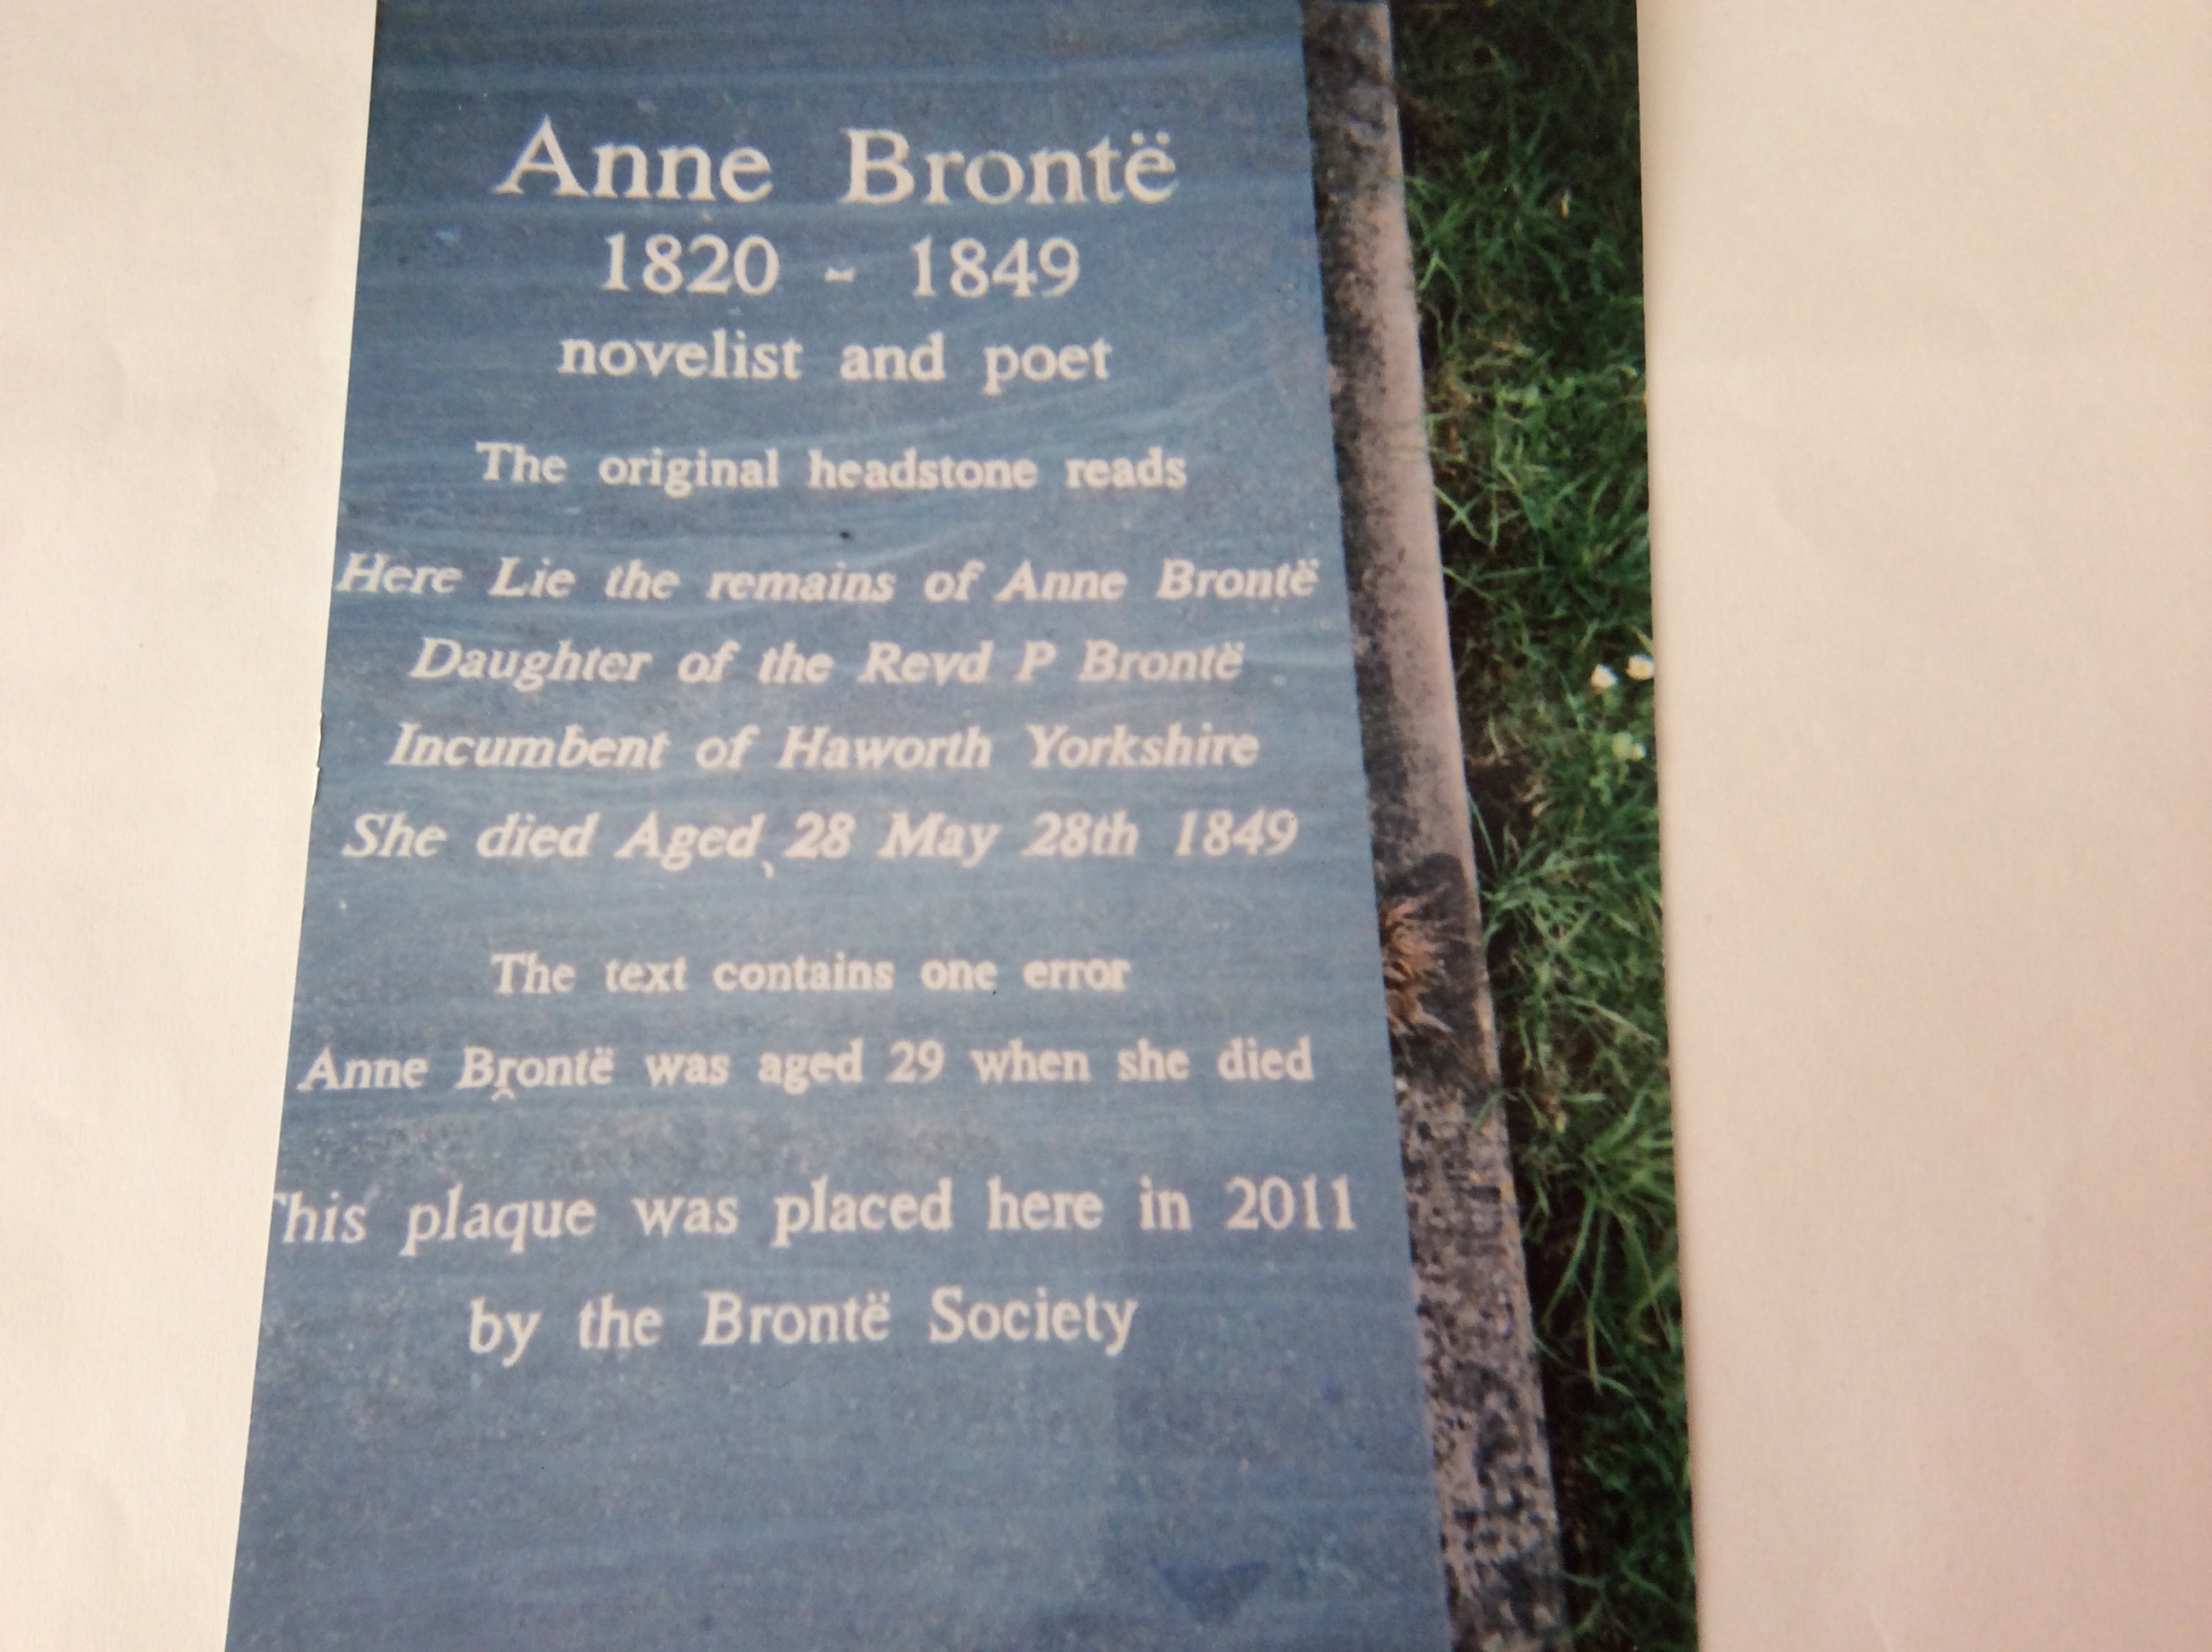 Anne Brontë
1820 - 1849
novelist and poet
The original headstone reads
Here Lie the remains of Anne Brontë
Daughter of the Revd P Brontë
Incumbent of Haworth Yorkshire
She died Aged 28 May 28th 1849
The text contains one error
Anne Brontë was aged 29 when she died
This plaque was placed here in 2011
by the Brontë Society